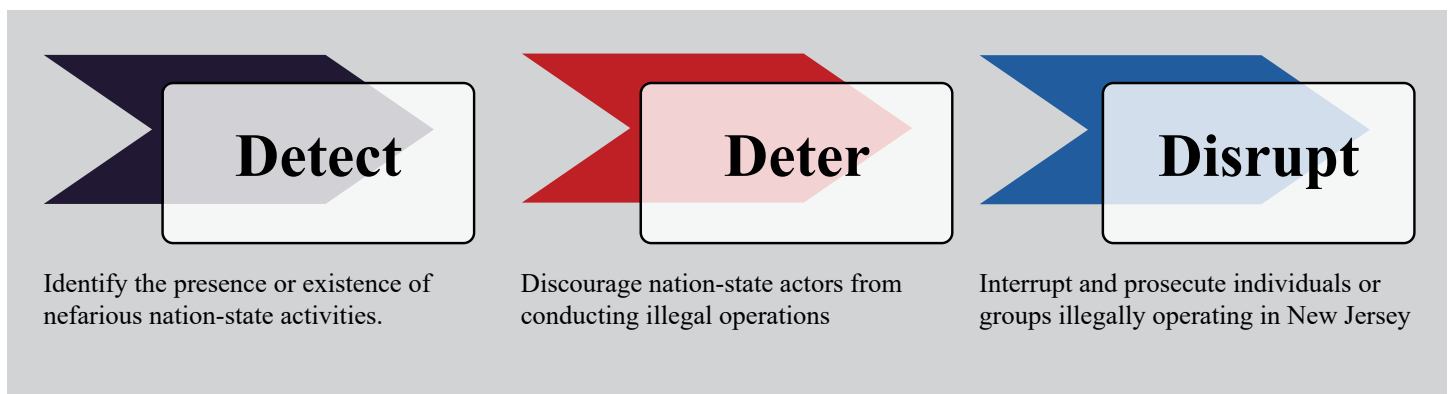 Detect
Deter
Disrupt
Identify the presence or existence of
nefarious nation-state activities.
Discourage nation-state actors from
conducting illegal operations
Interrupt and prosecute individuals or
groups illegally operating in New Jersey